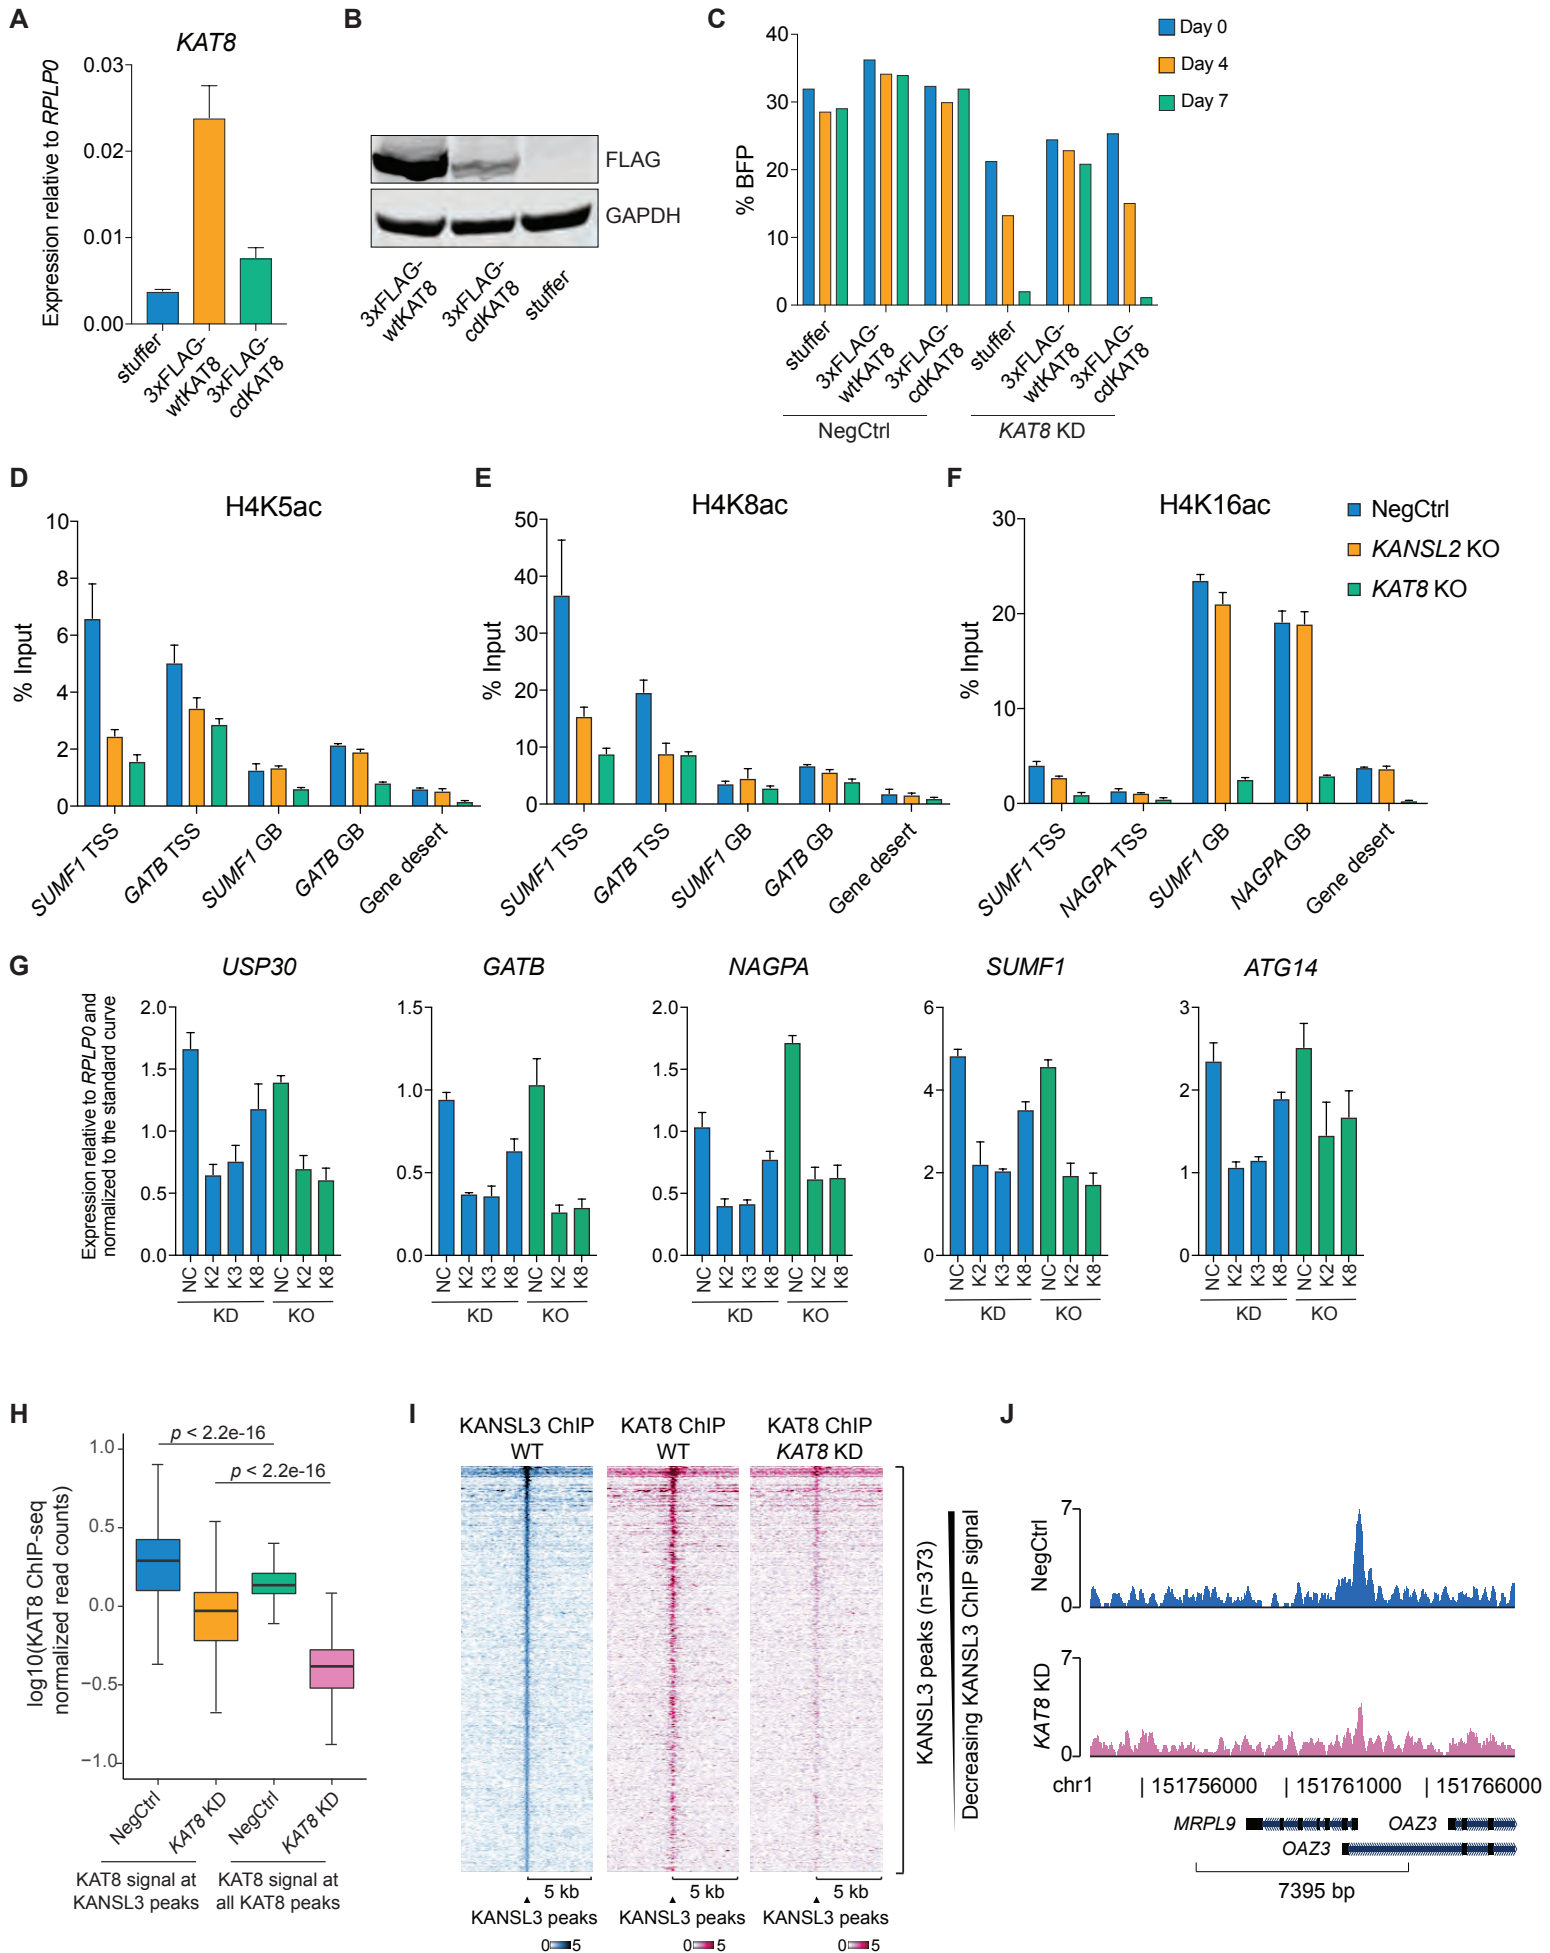 A
KAT8
Expression relative to RPLP0
0.03
0.02
0.01
0.00
stuffer
3xFLAG-
wtKAT8
3xFLAG-
cdKAT8
B
FLAG
GAPDH
3xFLAG-
wtKAT8
3xFLAG-
cdKAT8
stuffer
C
% BFP
40
30
20
10
0
Day 0
Day 4
Day 7
stuffer
3xFLAG-
wtKAT8
3xFLAG-
cdKAT8
stuffer
3xFLAG-
wtKAT8
3xFLAG-
cdKAT8
NegCtrl
KAT8 KD
D
H4K5ac
% Input
10
8
6
4
2
0
SUMF1 TSS
GATB TSS
SUMF1 GB
GATB GB
Gene desert
E
H4K8ac
% Input
50
40
30
20
10
0
SUMF1 TSS
GATB TSS
SUMF1 GB
GATB GB
Gene desert
F
H4K16ac
% Input
30
20
10
0
SUMF1 TSS
NAGPA TSS
SUMF1 GB
NAGPA GB
Gene desert
NegCtrl
KANSL2 KO
KAT8 KO
G
Expression relative to RPLP0 and
normalized to the standard curve
USP30
2.0
1.5
1.0
0.5
0.0
NC
K2
K3
K8
NC
K2
K8
KD
KO
GATB
1.5
1.0
0.5
0.0
NC
K2
K3
K8
NC
K2
K8
KD
KO
NAGPA
2.0
1.5
1.0
0.5
0.0
NC
K2
K3
K8
NC
K2
K8
KD
KO
SUMF1
6
4
2
0
NC
K2
K3
K8
NC
K2
K8
KD
KO
ATG14
3
2
1
0
NC
K2
K3
K8
NC
K2
K8
KD
KO
H
log10(KAT8 ChIP-seq
normalized read counts)
p < 2.2e-16
p < 2.2e-16
1.0
0.5
0.0
−0.5
−1.0
NegCtrl
KAT8 KD
NegCtrl
KAT8 KD
KAT8 signal at
KANSL3 peaks
KAT8 signal at
all KAT8 peaks
I
KANSL3 ChIP
WT
KAT8 ChIP
WT
KAT8 ChIP
KAT8 KD
KANSL3 peaks (n=373)
Decreasing KANSL3 ChIP signal
5 kb
5 kb
5 kb
KANSL3 peaks
KANSL3 peaks
KANSL3 peaks
0 5
0 5
0 5
J
NegCtrl
7
0
KAT8 KD
7
0
chr1 | 151756000 | 151761000 | 151766000
MRPL9
OAZ3
OAZ3
7395 bp